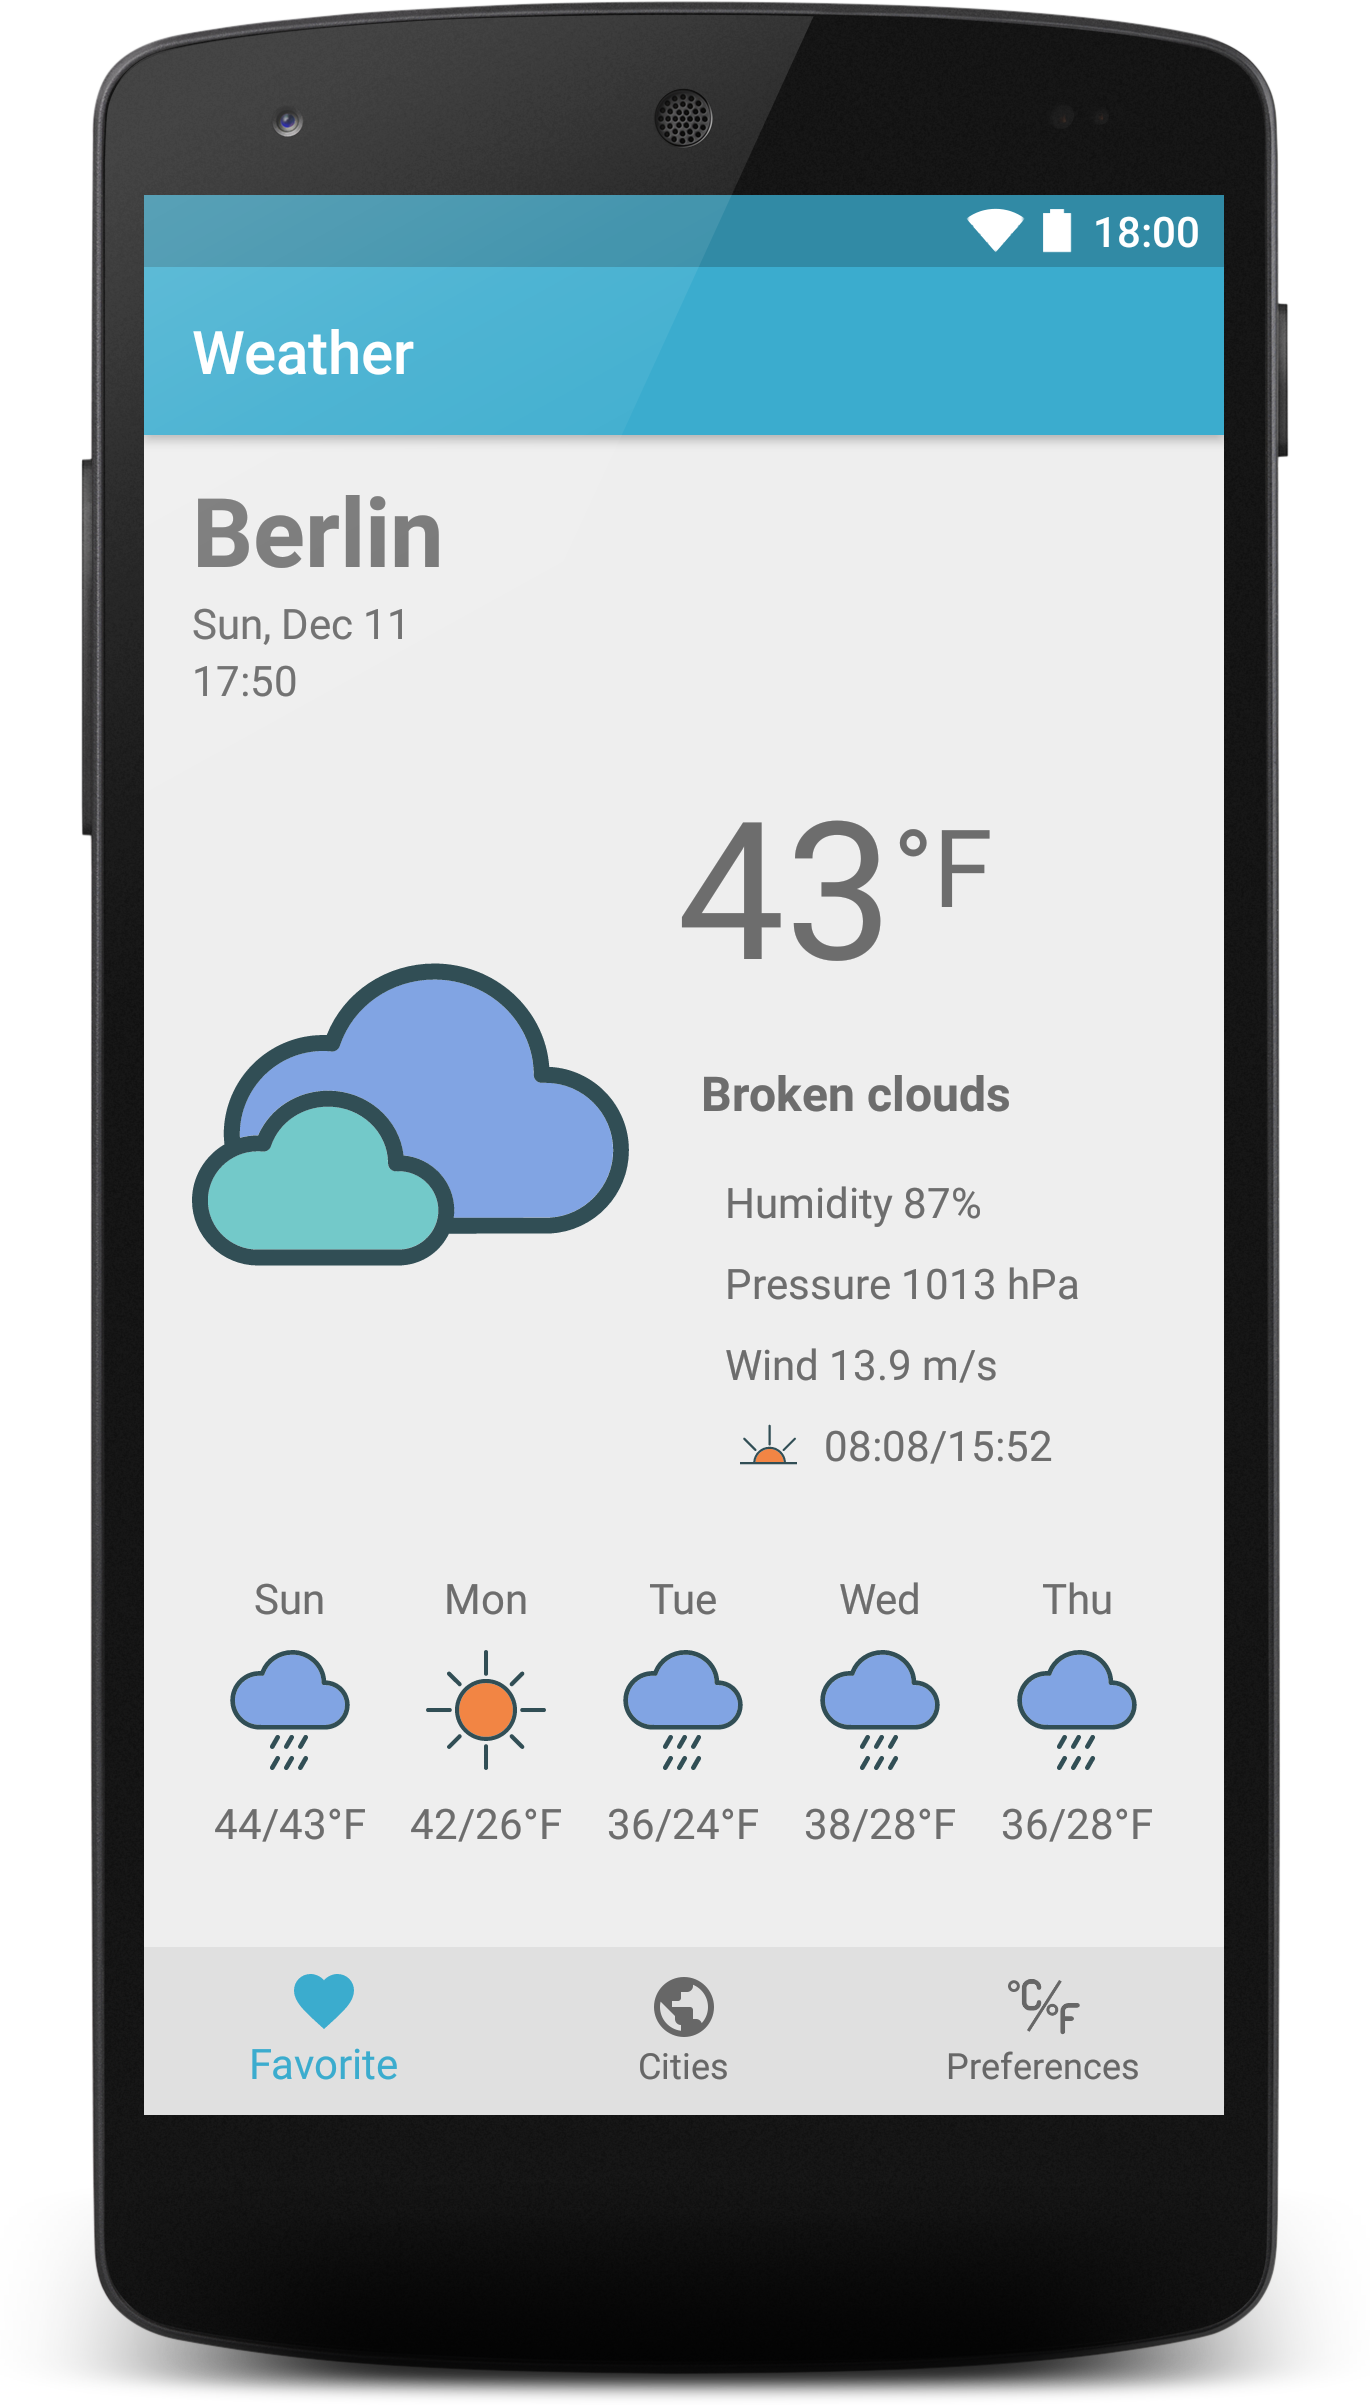 18:00
Weather
Berlin
Sun, Dec 11
17:50
43°F
Broken clouds
Humidity 87%
Pressure 1013 hPa
Wind 13.9 m/s
08:08/15:52
Sun Mon Tue Wed Thu
44/43°F 42/26°F 36/24°F 38/28°F 36/28°F
°C/°F
Favorite Cities Preferences